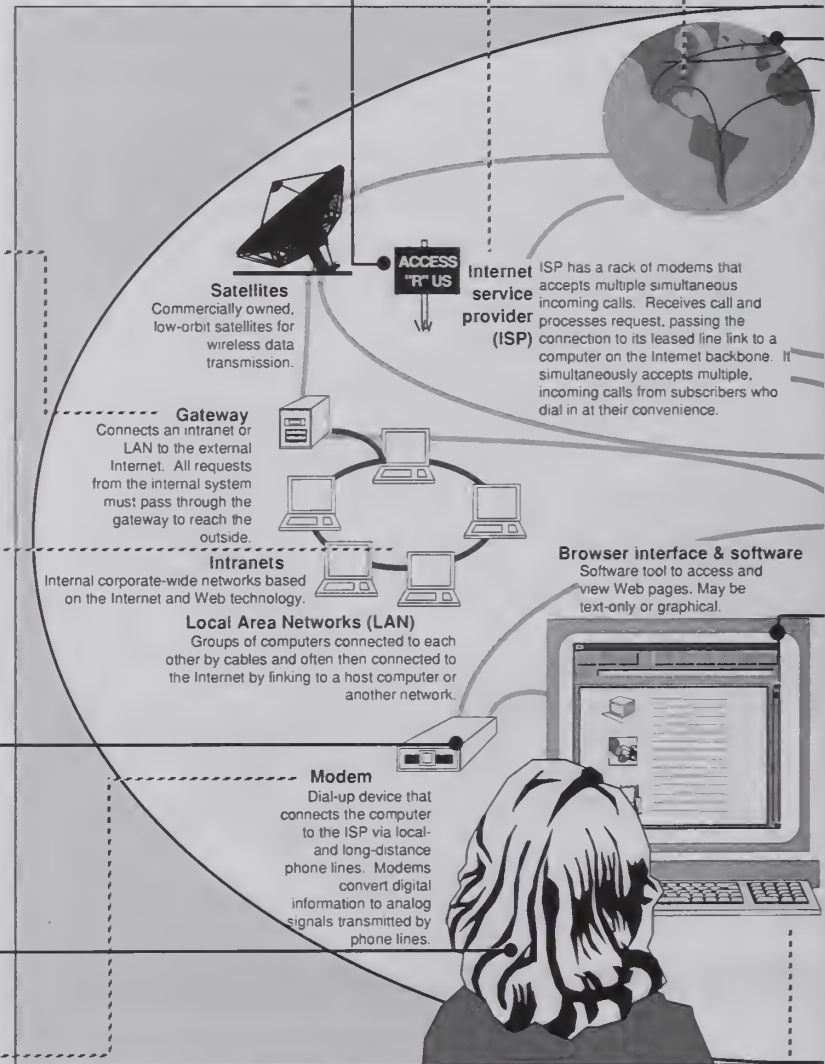 ACCESS
"R" US
Satellites
Commercially owned,
low-orbit satellites for
wireless data
transmission.
Internet
service
provider
(ISP)
ISP has a rack of modems that
accepts multiple simultaneous
incoming calls. Receives call and
processes request, passing the
connection to its leased line link to a
computer on the Internet backbone. It
simultaneously accepts multiple,
incoming calls from subscribers who
dial in at their convenience.
Gateway
Connects an intranet or
LAN to the external
Internet. All requests
from the internal system
must pass through the
gateway to reach the
outside.
Intranets
Internal corporate-wide networks based
on the Internet and Web technology.
Local Area Networks (LAN)
Groups of computers connected to each
other by cables and often then connected to
the Internet by linking to a host computer or
another network.
Browser interface & software
Software tool to access and
view Web pages. May be
text-only or graphical.
Modem
Dial-up device that
connects the computer
to the ISP via local-
and long-distance
phone lines. Modems
convert digital
information to analog
signals transmitted by
phone lines.